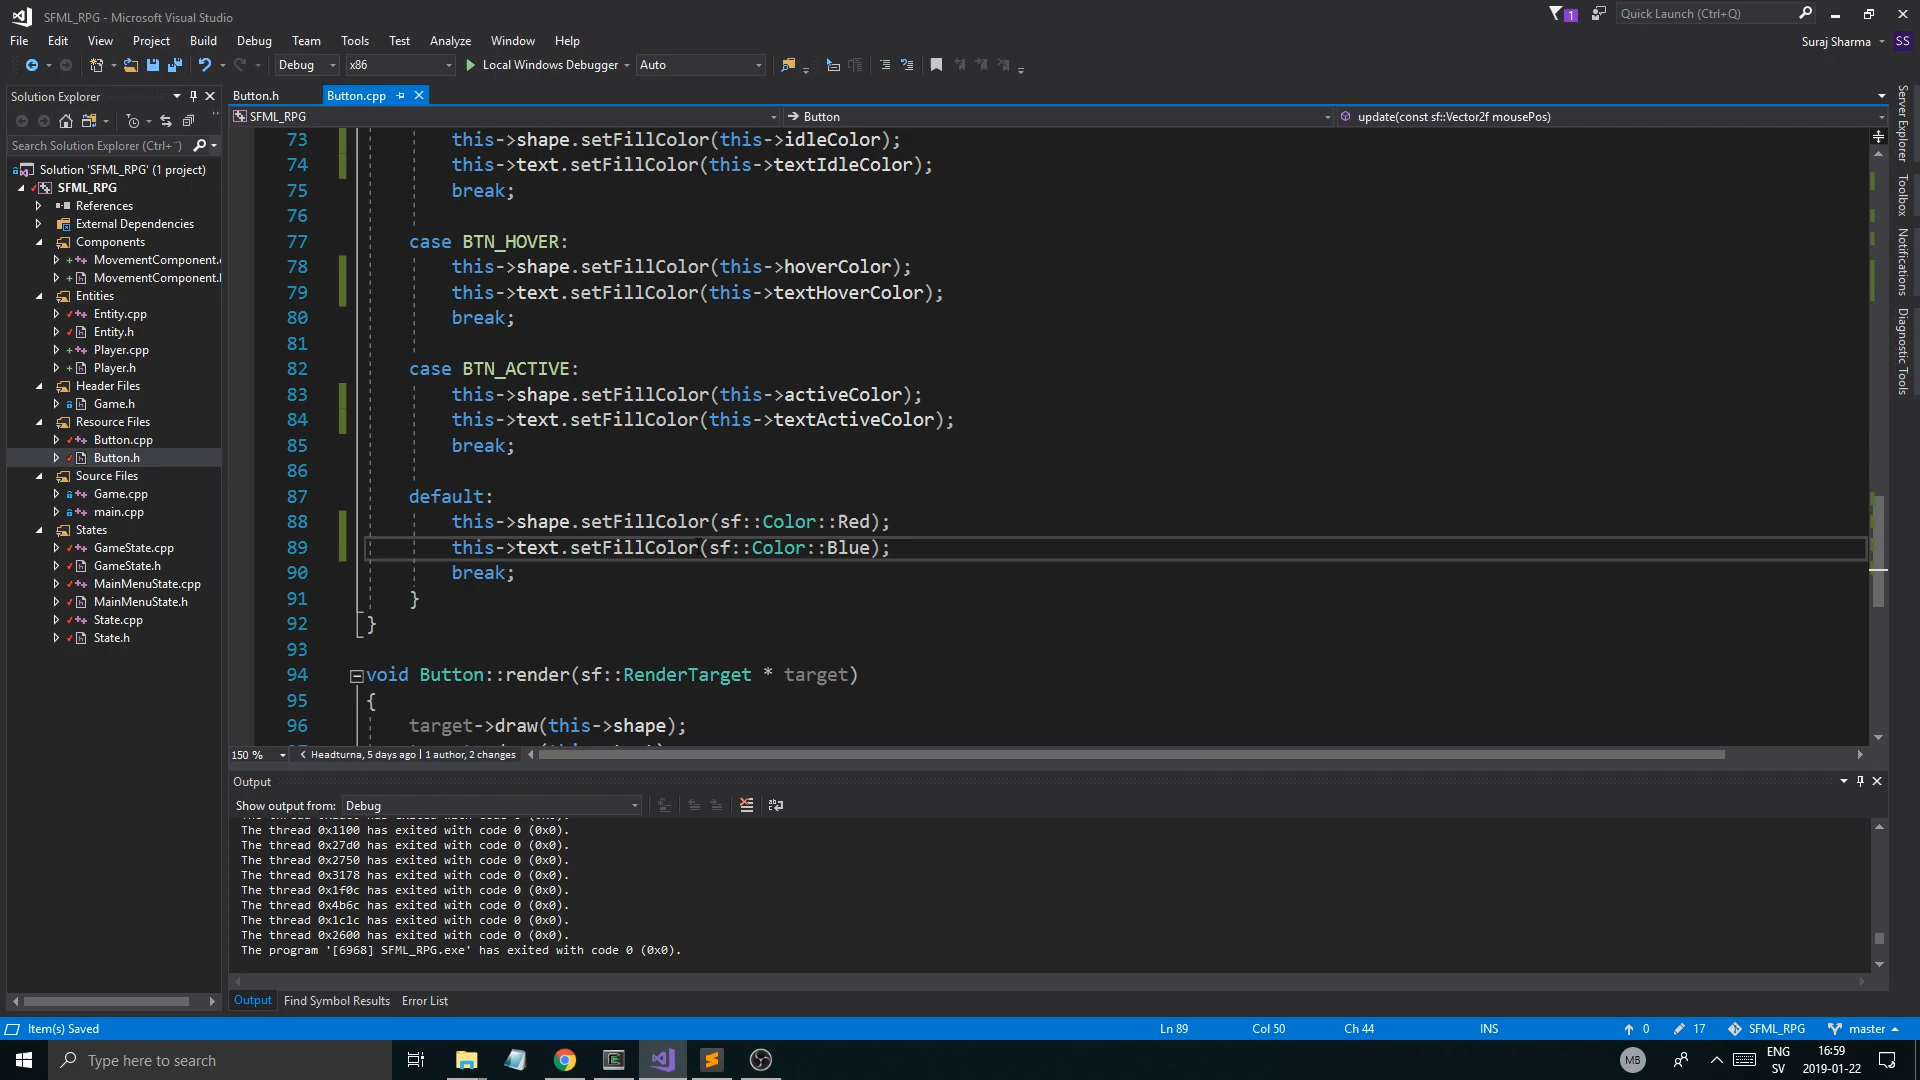 SFML_RPG - Microsoft Visual Studio
1
Quick Launch (Ctrl+Q)
File Edit View Project Build Debug Team Tools Test Analyze Window Help
Suraj Sharma SS
Debug x86 Local Windows Debugger Auto
Solution Explorer
Button.h Button.cpp
SFML_RPG Button update(const sf::Vector2f mousePos)
Search Solution Explorer (Ctrl+¨)
Solution 'SFML_RPG' (1 project)
SFML_RPG
References
External Dependencies
Components
MovementComponent.
MovementComponent.
Entities
Entity.cpp
Entity.h
Player.cpp
Player.h
Header Files
Game.h
Resource Files
Button.cpp
Button.h
Source Files
Game.cpp
main.cpp
States
GameState.cpp
GameState.h
MainMenuState.cpp
MainMenuState.h
State.cpp
State.h
73 this->shape.setFillColor(this->idleColor);
74 this->text.setFillColor(this->textIdleColor);
75 break;
76
77 case BTN_HOVER:
78 this->shape.setFillColor(this->hoverColor);
79 this->text.setFillColor(this->textHoverColor);
80 break;
81
82 case BTN_ACTIVE:
83 this->shape.setFillColor(this->activeColor);
84 this->text.setFillColor(this->textActiveColor);
85 break;
86
87 default:
88 this->shape.setFillColor(sf::Color::Red);
89 this->text.setFillColor(sf::Color::Blue);
90 break;
91 }
92 }
93
94 void Button::render(sf::RenderTarget * target)
95 {
96 target->draw(this->shape);
150 % Headturna, 5 days ago | 1 author, 2 changes
Server Explorer
Toolbox
Notifications
Diagnostic Tools
Output
Show output from: Debug
The thread 0x1100 has exited with code 0 (0x0).
The thread 0x27d0 has exited with code 0 (0x0).
The thread 0x2750 has exited with code 0 (0x0).
The thread 0x3178 has exited with code 0 (0x0).
The thread 0x1f0c has exited with code 0 (0x0).
The thread 0x4b6c has exited with code 0 (0x0).
The thread 0x1c1c has exited with code 0 (0x0).
The thread 0x2600 has exited with code 0 (0x0).
The program '[6968] SFML_RPG.exe' has exited with code 0 (0x0).
Output Find Symbol Results Error List
Item(s) Saved Ln 89 Col 50 Ch 44 INS 0 17 SFML_RPG master
Type here to search
MB
ENG
SV
16:59
2019-01-22